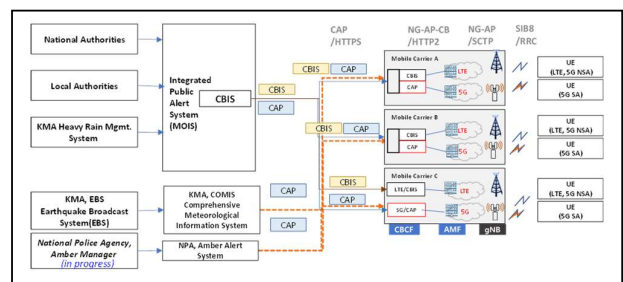 CAP
/HTTPS
NG-AP-CB
/HTTP2
NG-AP
/SCTP
SIB8
/RRC
National Authorities
Local Authorities
KMA Heavy Rain Mgmt.
System
Integrated
Public
Alert
System
(MOIS)
CBIS
CBIS
CAP
CBIS
CAP
CBIS
CAP
CBIS
CAP
CAP
CAP
Mobile Carrier A
CBIS
CAP
LTE
5G
UE
(LTE, 5G NSA)
UE
(5G SA)
Mobile Carrier B
CBIS
CAP
LTE
5G
UE
(LTE, 5G NSA)
UE
(5G SA)
Mobile Carrier C
LTE/CBIS
5G/CAP
LTE
5G
UE
(LTE, 5G NSA)
UE
(5G SA)
CBCF
AMF
gNB
KMA, EBS
Earthquake Broadcast
System(EBS)
KMA, COMIS
Comprehensive
Meteorological
Information System
National Police Agency,
Amber Manager
(in progress)
NPA, Amber Alert
System